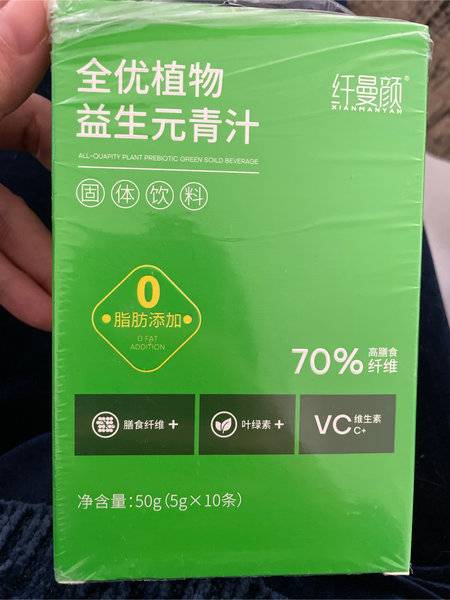 全优植物
益生元青汁
ALL-QUAPITY PLANT PREBIOTIC GREEN SOILD BEVERAGE
固体饮料
纤曼颜®
XIANMANYAN
0
脂肪添加
0 FAT
ADDITION
70% 高膳食
纤维
膳食纤维+
叶绿素+
VC 维生素
C+
净含量:50g(5g×10条)